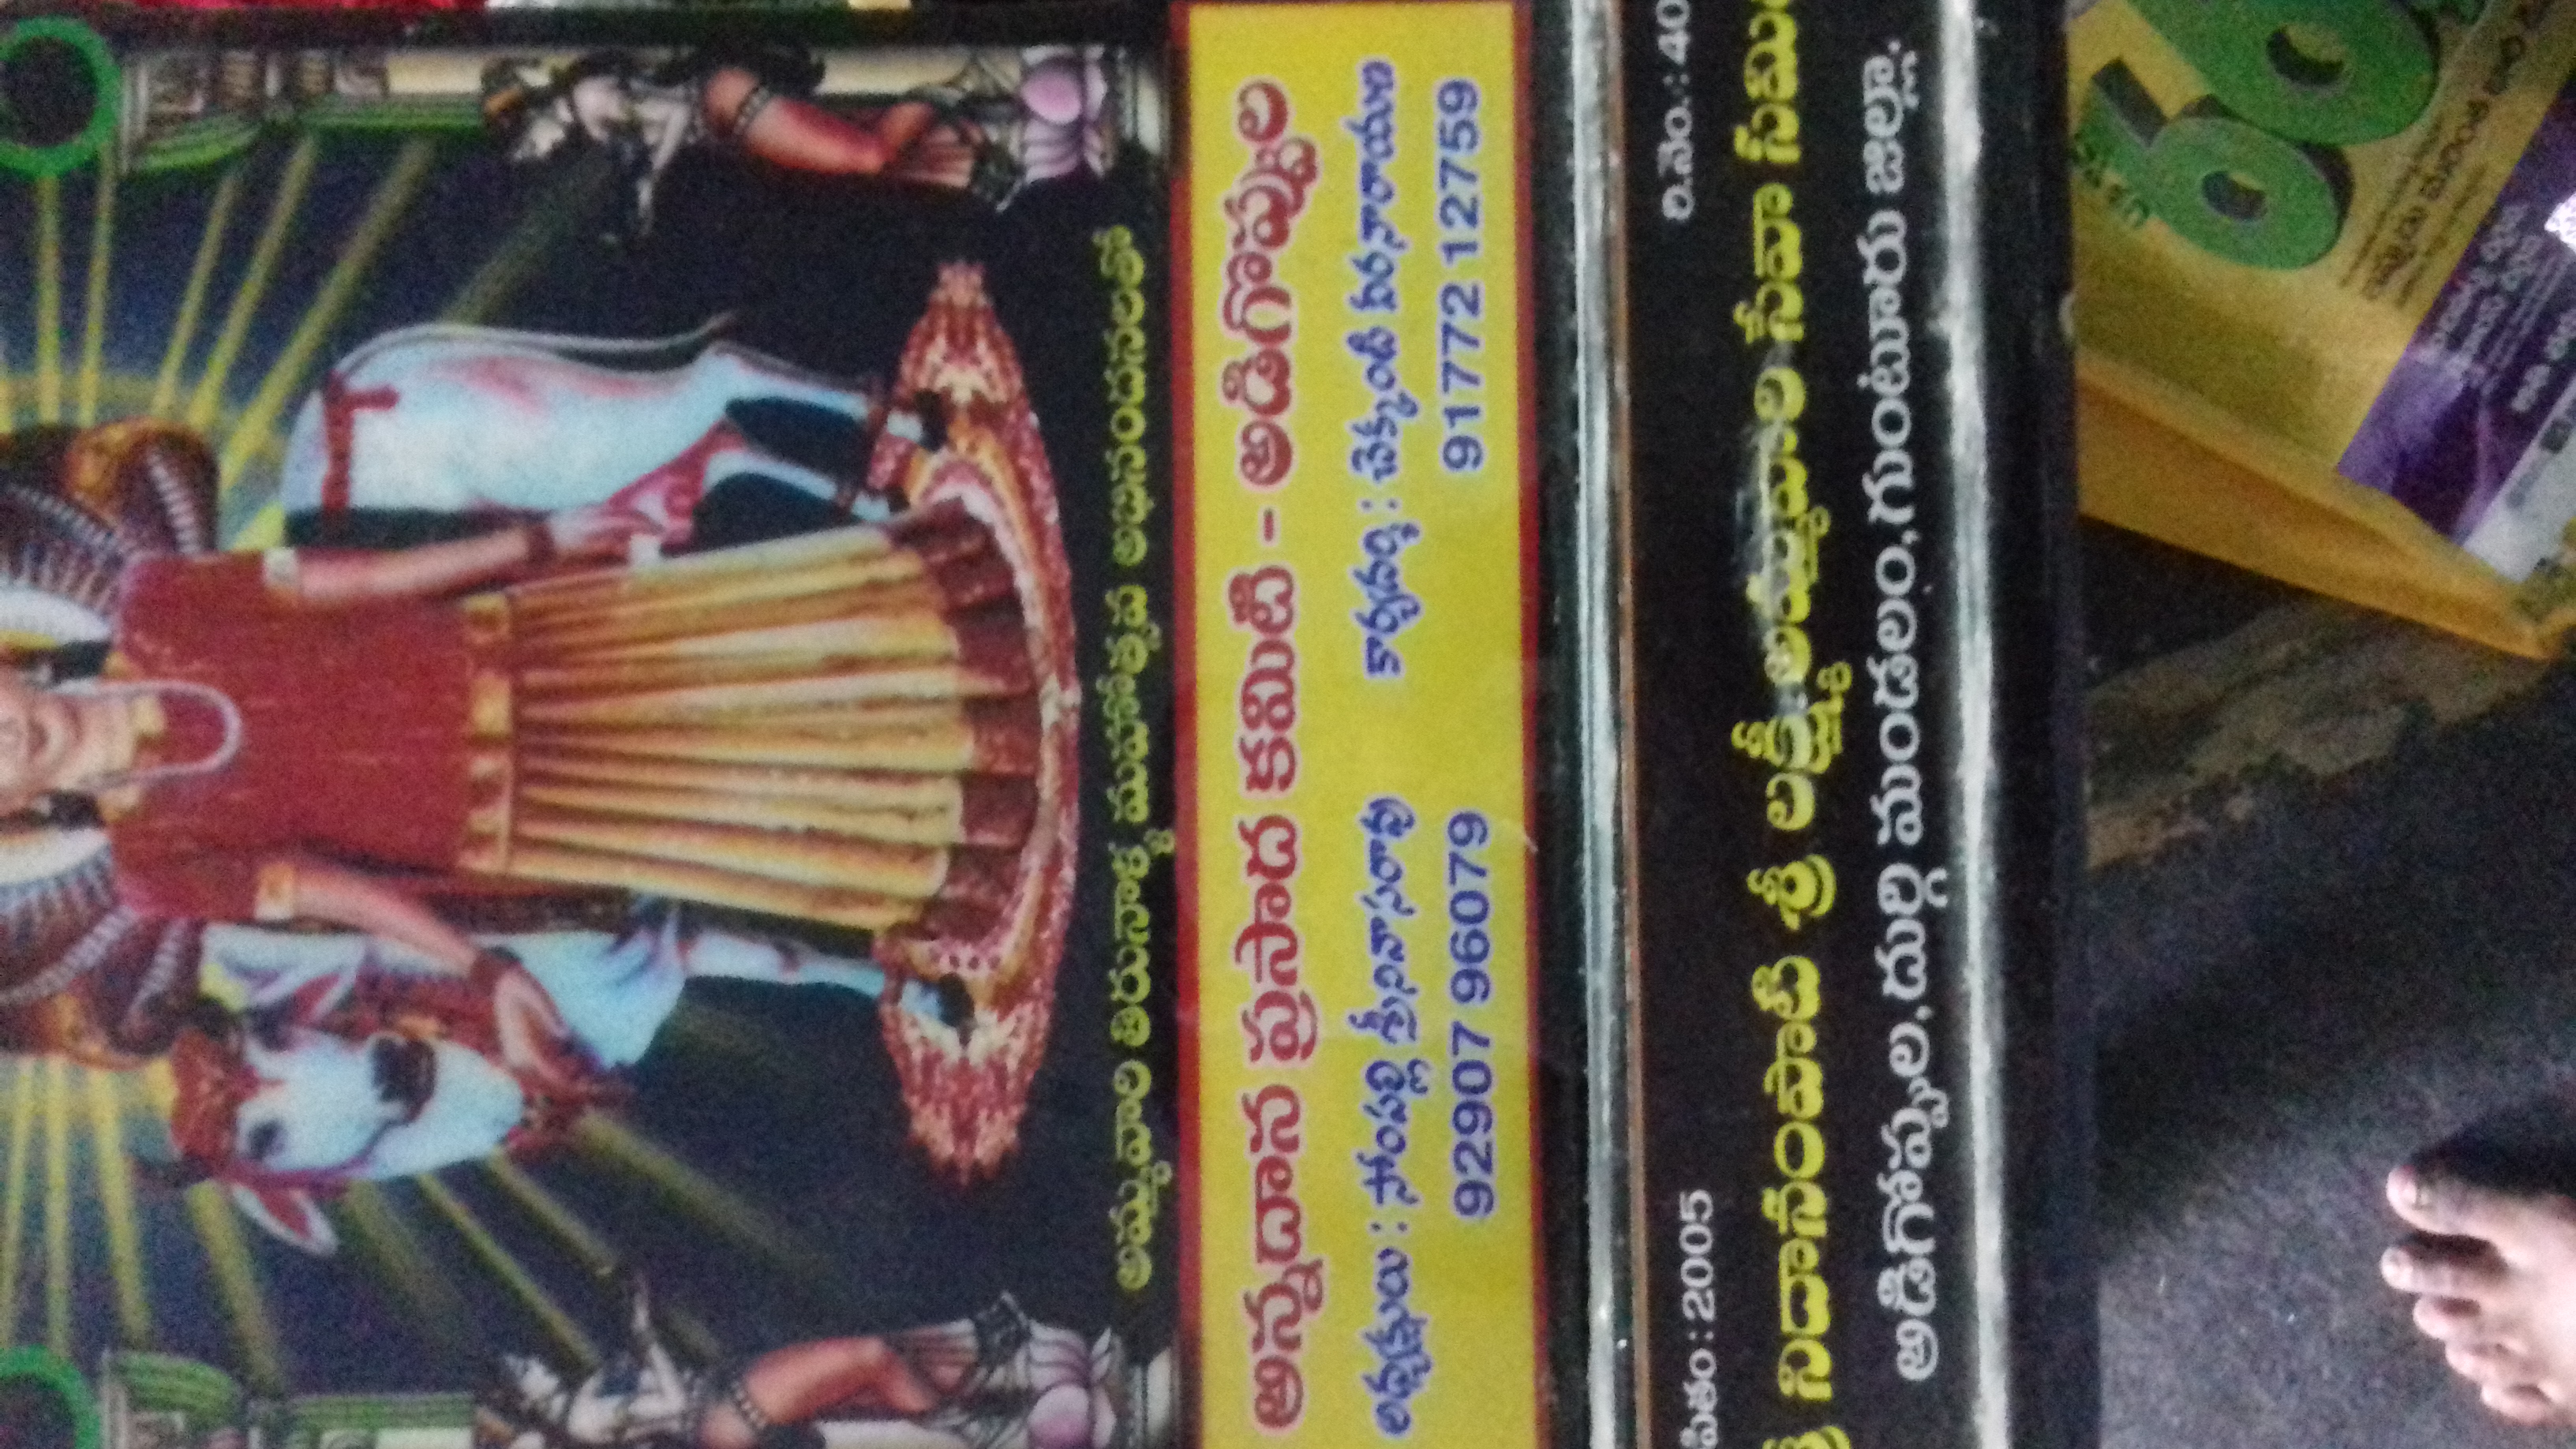 అమ్మవారి తిరునాళ్ళ మహోత్సవ అభినందనలతో
అన్నదాన ప్రసాద కమిటి - అడిగొప్పుల
అధ్యక్షులు : సోంపల్లి శ్రీనివాసరావు కార్యదర్శి : చెక్కంటి వీరనారాయణ
92907 96079 91772 12759
పితం : 2005 రి.నెం. : 40
శ్రీ నిదానంపాటి శ్రీ లక్ష్మీ అమ్మవారి సేవా సమి
అడిగోప్పుల, దుర్గి మండలం, గుంటూరు జిల్లా.
60